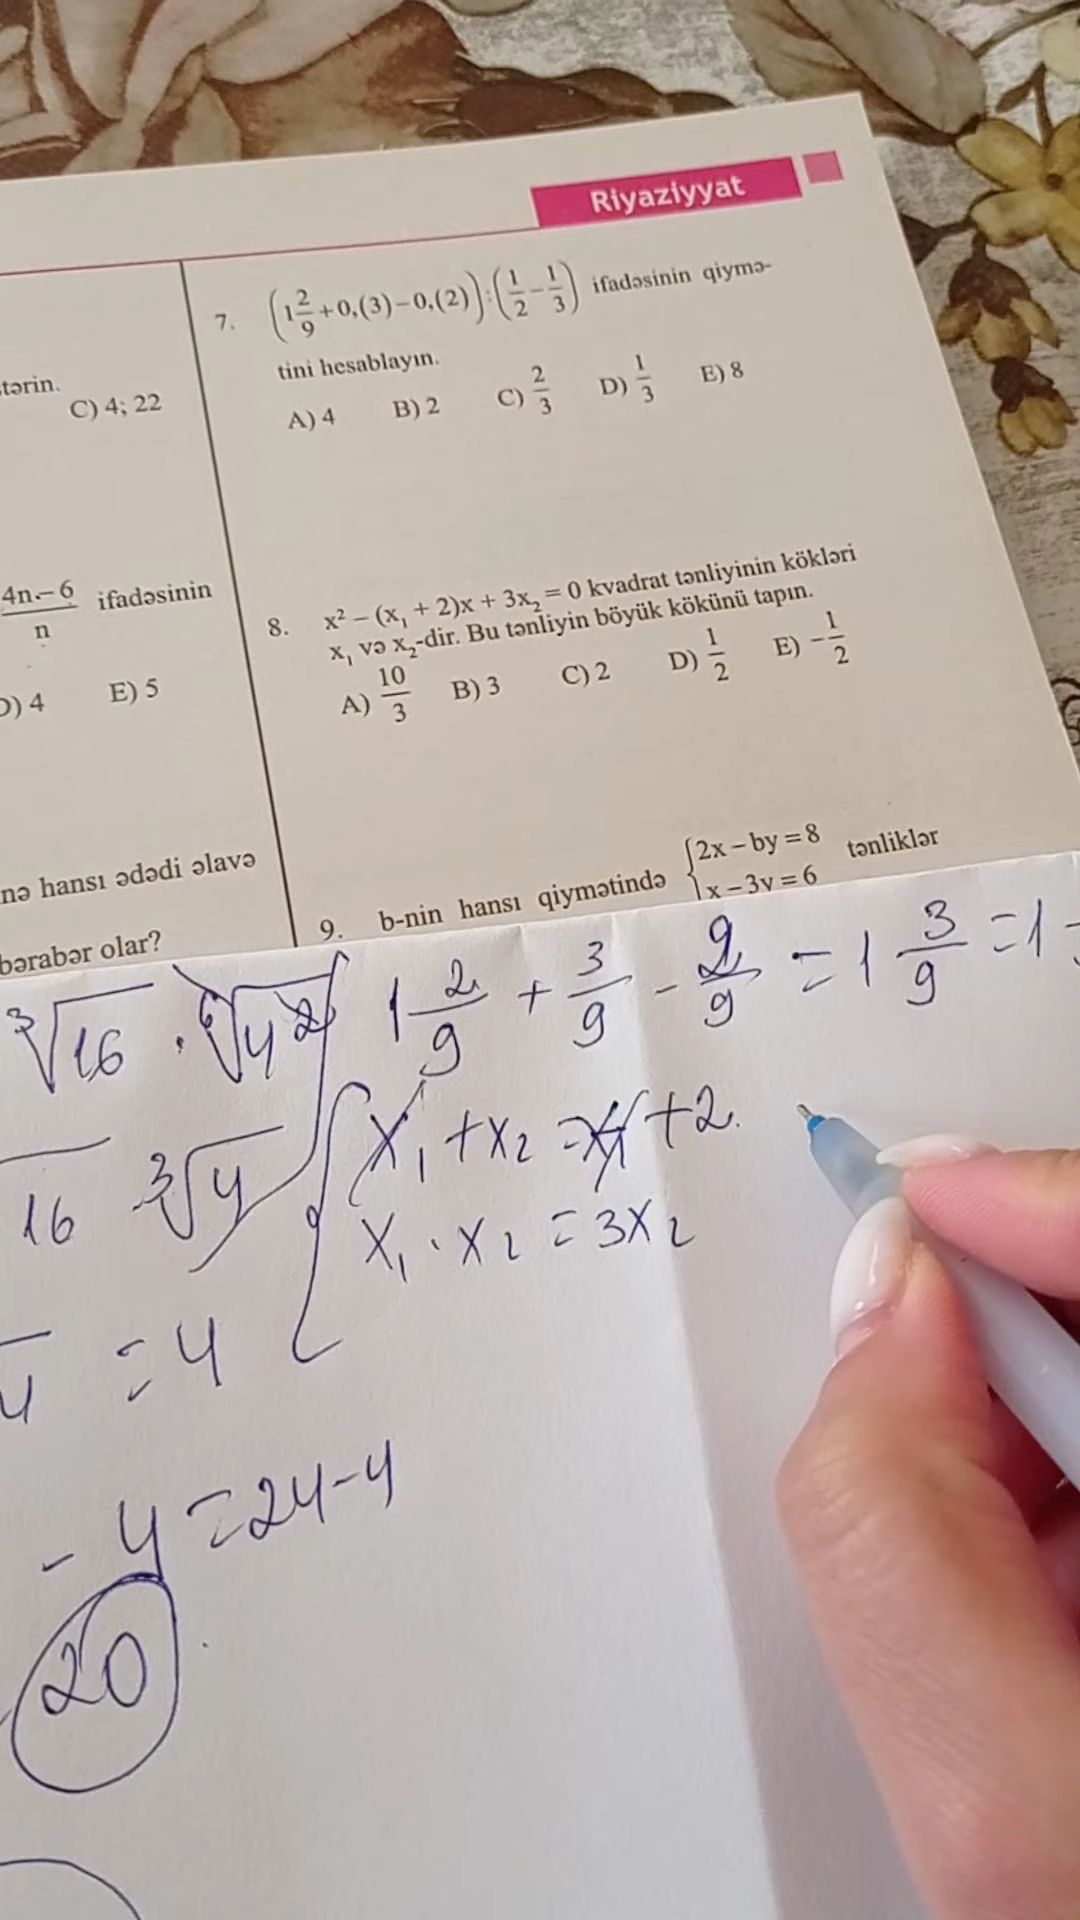 Riyaziyyat
tərin.
C) 4; 22
4n - 6 / n ifadəsinin
D) 4 E) 5
nə hansı ədədi əlavə
bərabər olar?
7. (1 2/9 + 0,(3) – 0,(2)) : (1/2 – 1/3) ifadəsinin qiymə-
tini hesablayın.
A) 4 B) 2 C) 2/3 D) 1/3 E) 8
8. x² – (x₁ + 2)x + 3x₂ = 0 kvadrat tənliyinin kökləri
x₁ və x₂-dir. Bu tənliyin böyük kökünü tapın.
A) 10/3 B) 3 C) 2 D) 1/2 E) –1/2
9. b-nin hansı qiymətində { 2x – by = 8 tənliklər
x – 3y = 6
∛16 · ⁶√4²
16 ∛4
4 = 4
- 4 = 24 - 4
20
1 2/9 + 3/9 - 2/9 = 1 3/9 = 1
x₁ + x₂ = x₁ + 2.
x₁ · x₂ = 3x₂